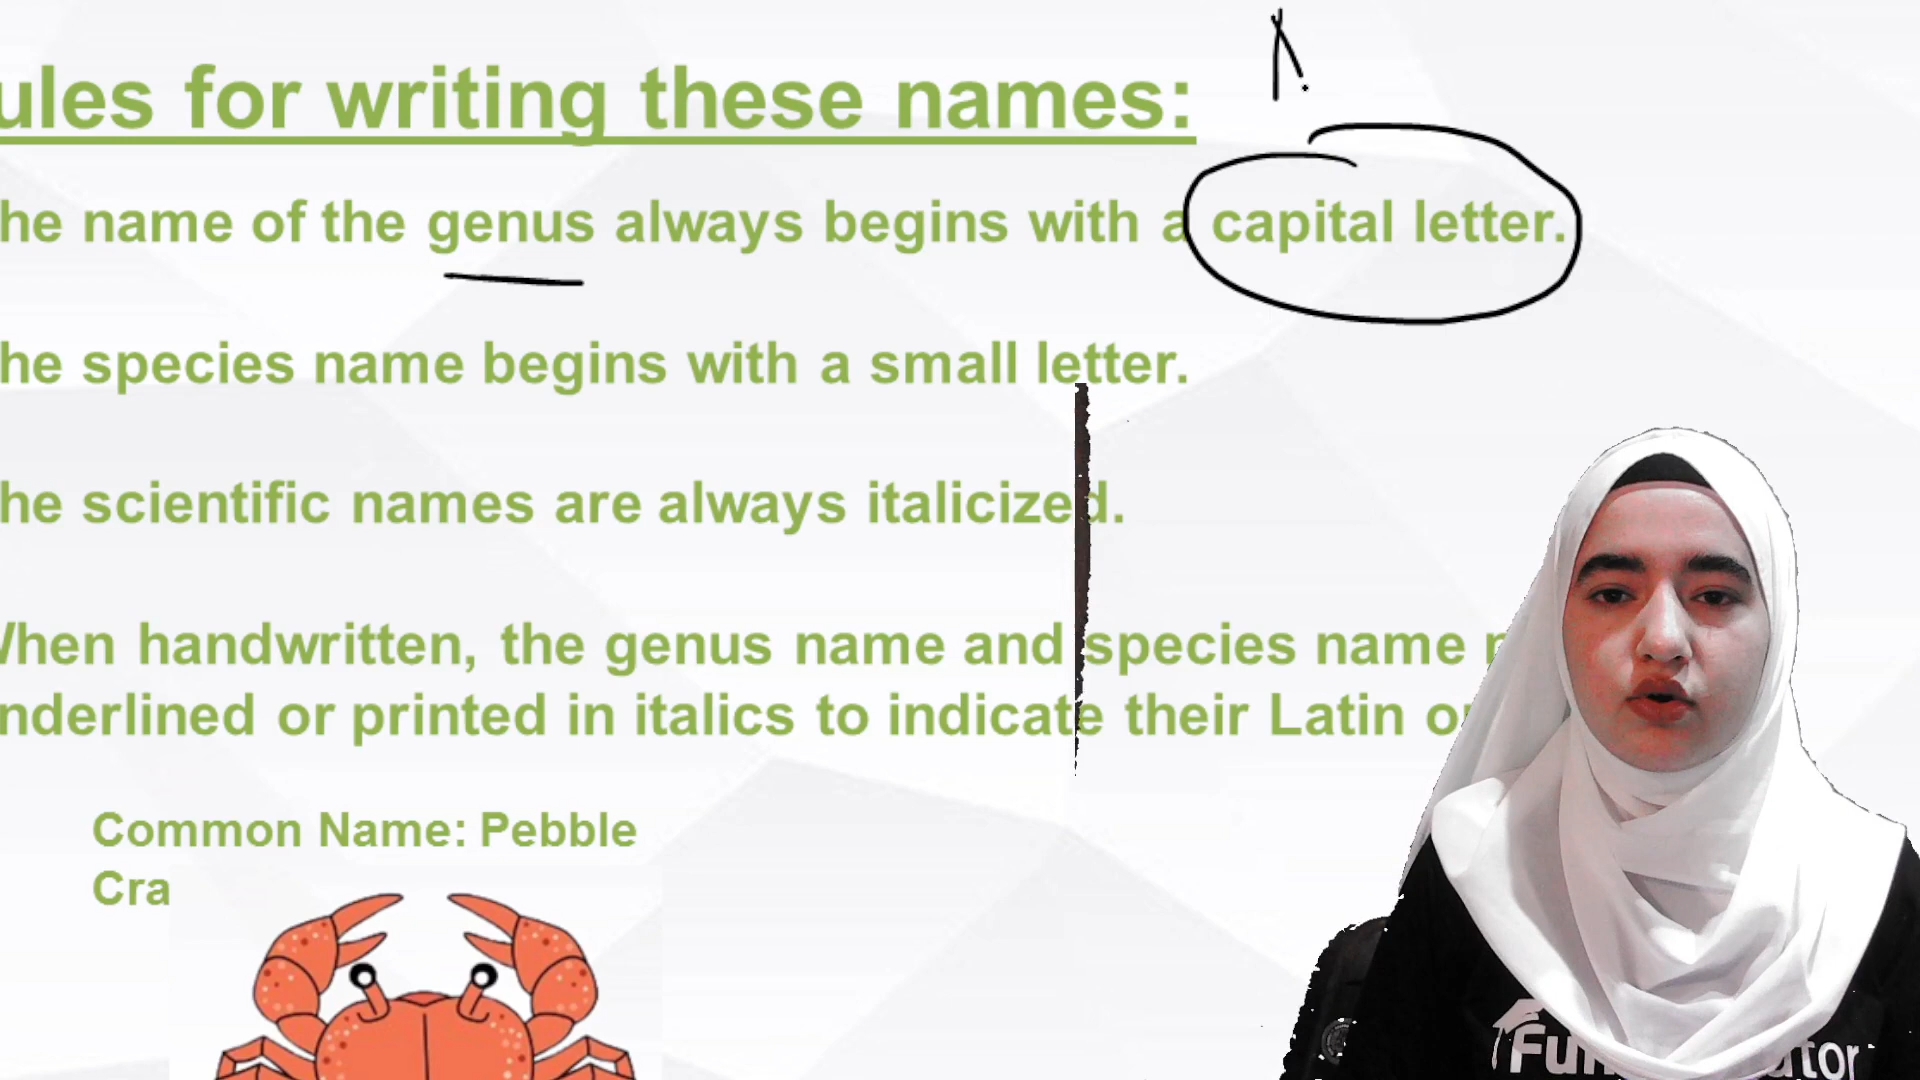 ules for writing these names:
he name of the genus always begins with a capital letter.
he species name begins with a small letter.
he scientific names are always italicized.
When handwritten, the genus name and species name
nderlined or printed in italics to indicate their Latin
Common Name: Pebble
Cra